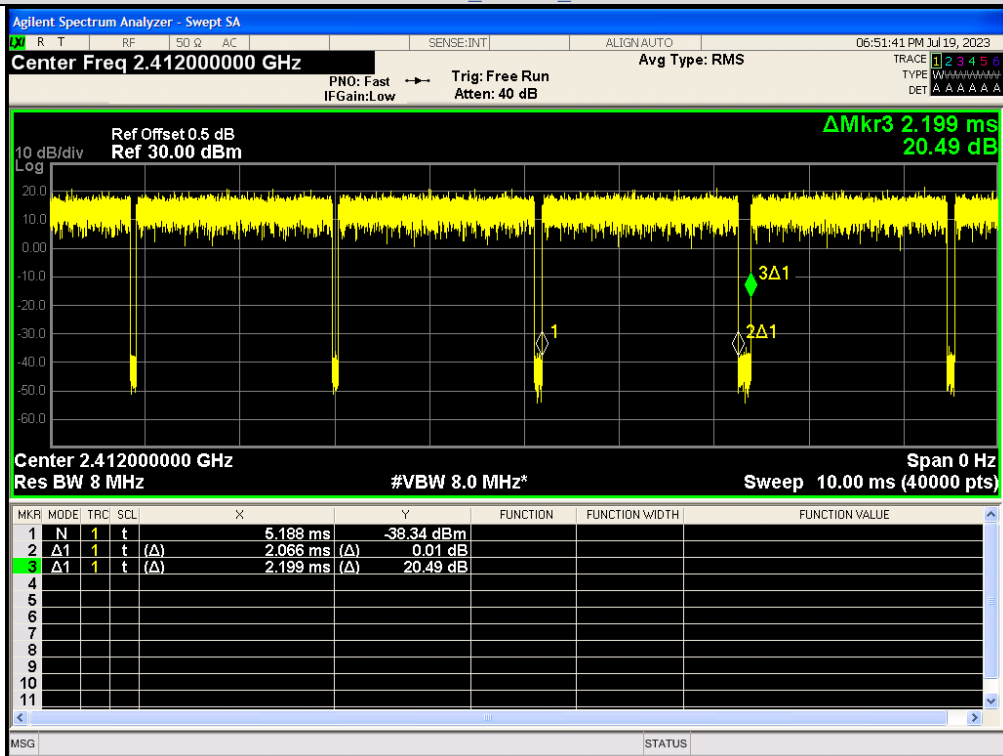 Agilent Spectrum Analyzer - Swept SA
LXI R T RF 50 Ω AC SENSE:INT ALIGN AUTO 06:51:41 PM Jul 19, 2023
Center Freq 2.412000000 GHz
Avg Type: RMS
TRACE 1 2 3 4 5 6
PNO: Fast Trig: Free Run
TYPE W
IFGain:Low Atten: 40 dB
DET A A A A A A
ΔMkr3 2.199 ms
20.49 dB
Ref Offset 0.5 dB
10 dB/div Ref 30.00 dBm
Log
20.0
10.0
0.00
-10.0
3Δ1
-20.0
-30.0
1
2Δ1
-40.0
-50.0
-60.0
Center 2.412000000 GHz Span 0 Hz
Res BW 8 MHz #VBW 8.0 MHz* Sweep 10.00 ms (40000 pts)
MKR MODE TRC SCL X Y FUNCTION FUNCTION WIDTH FUNCTION VALUE
1 N 1 t 5.188 ms -38.34 dBm
2 Δ1 1 t (Δ) 2.066 ms (Δ) 0.01 dB
3 Δ1 1 t (Δ) 2.199 ms (Δ) 20.49 dB
4
5
6
7
8
9
10
11
MSG STATUS